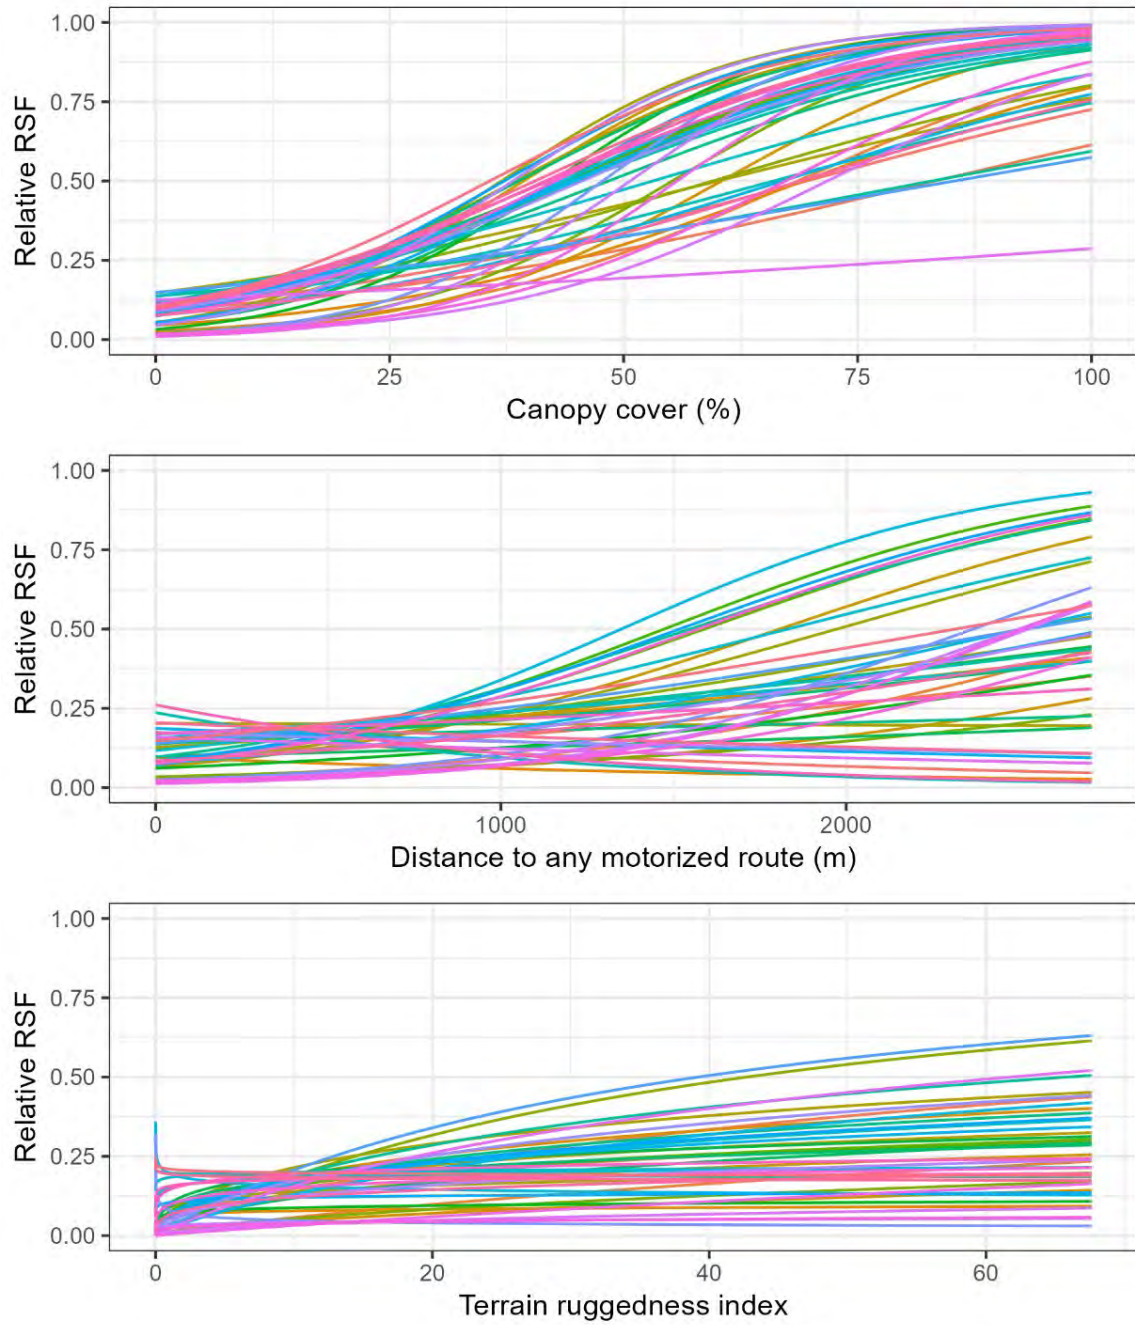 1.00
0.75
0.50
0.25
0.00
Relative RSF
0 25 50 75 100
Canopy cover (%)
1.00
0.75
0.50
0.25
0.00
Relative RSF
0 1000 2000
Distance to any motorized route (m)
1.00
0.75
0.50
0.25
0.00
Relative RSF
0 20 40 60
Terrain ruggedness index